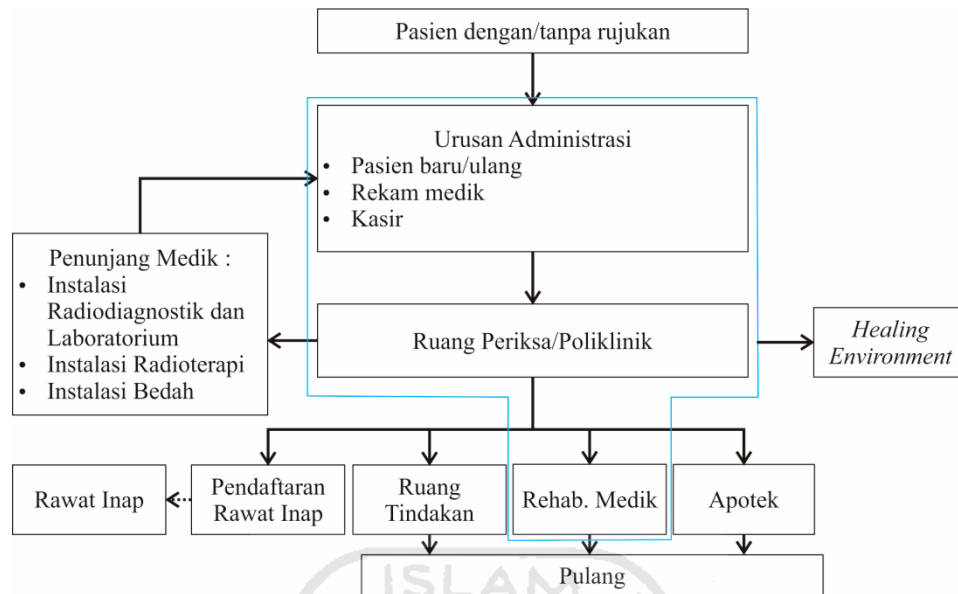 Pasien dengan/tanpa rujukan
Urusan Administrasi
• Pasien baru/ulang
• Rekam medik
• Kasir
Penunjang Medik :
• Instalasi
Radiodiagnostik dan
Laboratorium
• Instalasi Radioterapi
• Instalasi Bedah
Ruang Periksa/Poliklinik
Healing
Environment
Rawat Inap
Pendaftaran
Rawat Inap
Ruang
Tindakan
Rehab. Medik
Apotek
ISLAM
Pulang